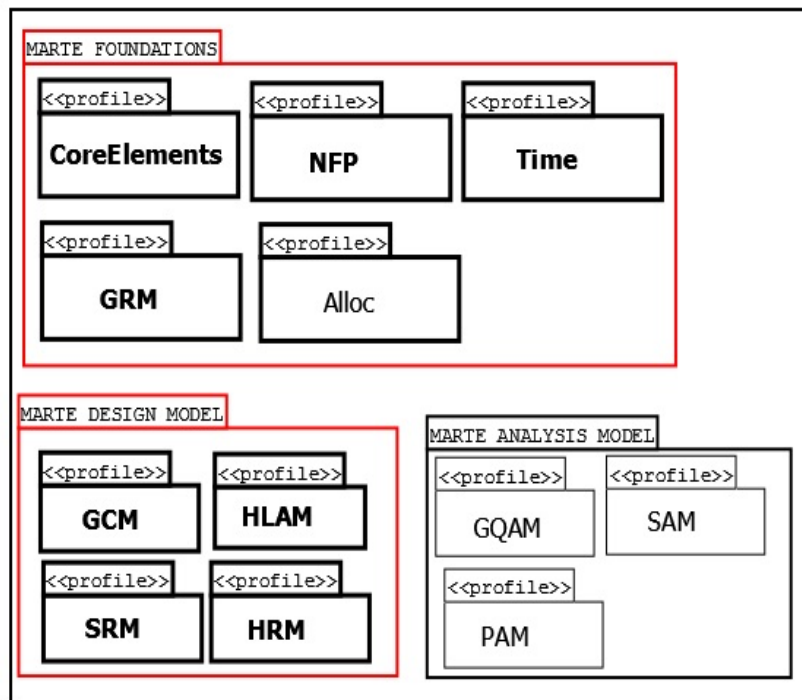 MARTE FOUNDATIONS
<<profile>>
CoreElements
<<profile>>
NFP
<<profile>>
Time
<<profile>>
GRM
<<profile>>
Alloc
MARTE DESIGN MODEL
<<profile>>
GCM
<<profile>>
HLAM
<<profile>>
SRM
<<profile>>
HRM
MARTE ANALYSIS MODEL
<<profile>>
GQAM
<<profile>>
SAM
<<profile>>
PAM